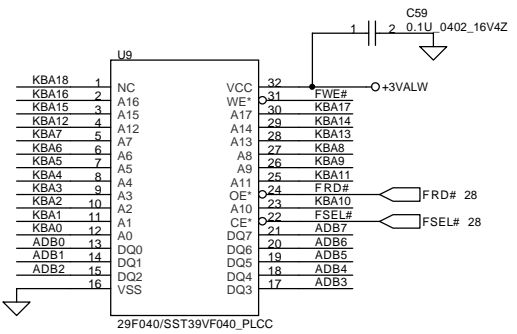 C59
1 2 0.1U_0402_16V4Z
U9
KBA18 1 NC VCC 32 +3VALW
KBA16 2 A16 WE* 31 FWE#
KBA15 3 A15 A17 30 KBA17
KBA12 4 A12 A14 29 KBA14
KBA7 5 A7 A13 28 KBA13
KBA6 6 A6 A8 27 KBA8
KBA5 7 A5 A9 26 KBA9
KBA4 8 A4 A11 25 KBA11
KBA3 9 A3 OE* 24 FRD# FRD# 28
KBA2 10 A2 A10 23 KBA10
KBA1 11 A1 CE* 22 FSEL# FSEL# 28
KBA0 12 A0 DQ7 21 ADB7
ADB0 13 DQ0 DQ6 20 ADB6
ADB1 14 DQ1 DQ5 19 ADB5
ADB2 15 DQ2 DQ4 18 ADB4
16 VSS DQ3 17 ADB3
29F040/SST39VF040_PLCC